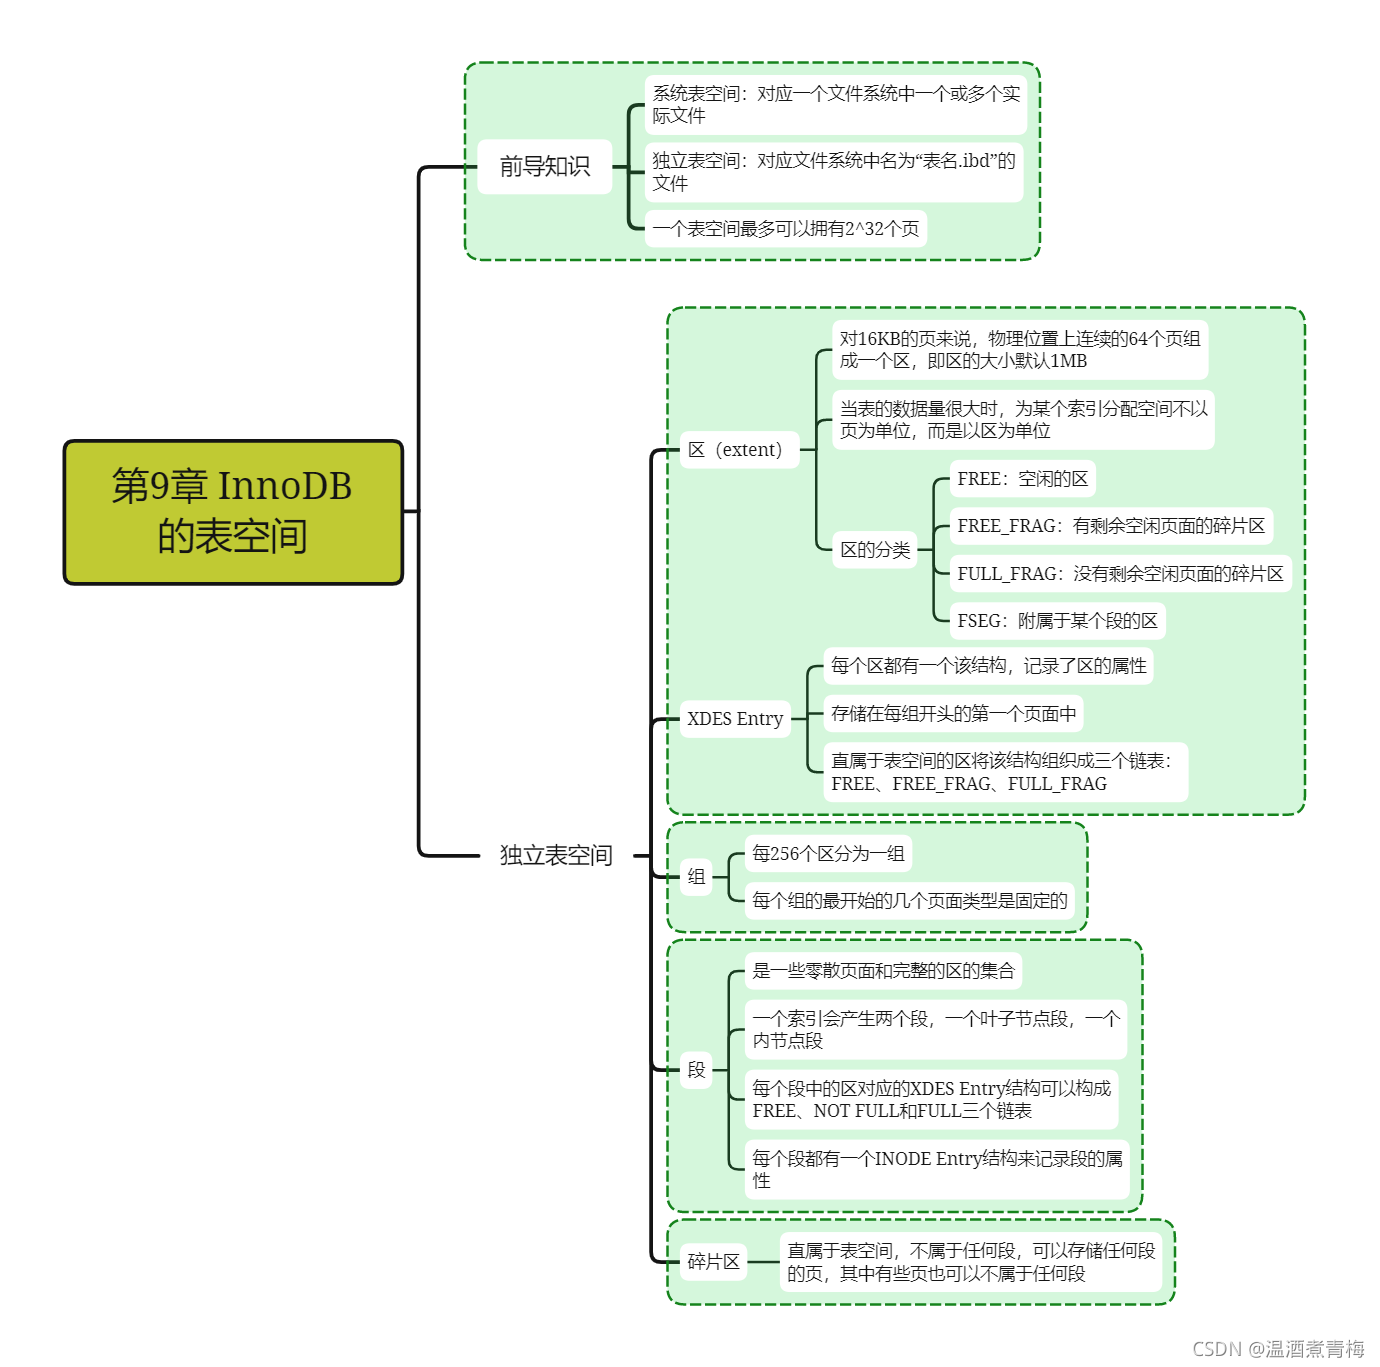 第9章 InnoDB
的表空间
前导知识
系统表空间：对应一个文件系统中一个或多个实
际文件
独立表空间：对应文件系统中名为“表名.ibd”的
文件
一个表空间最多可以拥有2^32个页
独立表空间
区（extent）
对16KB的页来说，物理位置上连续的64个页组
成一个区，即区的大小默认1MB
当表的数据量很大时，为某个索引分配空间不以
页为单位，而是以区为单位
区的分类
FREE：空闲的区
FREE_FRAG：有剩余空闲页面的碎片区
FULL_FRAG：没有剩余空闲页面的碎片区
FSEG：附属于某个段的区
XDES Entry
每个区都有一个该结构，记录了区的属性
存储在每组开头的第一个页面中
直属于表空间的区将该结构组织成三个链表：
FREE、FREE_FRAG、FULL_FRAG
组
每256个区分为一组
每个组的最开始的几个页面类型是固定的
段
是一些零散页面和完整的区的集合
一个索引会产生两个段，一个叶子节点段，一个
内节点段
每个段中的区对应的XDES Entry结构可以构成
FREE、NOT FULL和FULL三个链表
每个段都有一个INODE Entry结构来记录段的属
性
碎片区
直属于表空间，不属于任何段，可以存储任何段
的页，其中有些页也可以不属于任何段
CSDN @温酒煮青梅